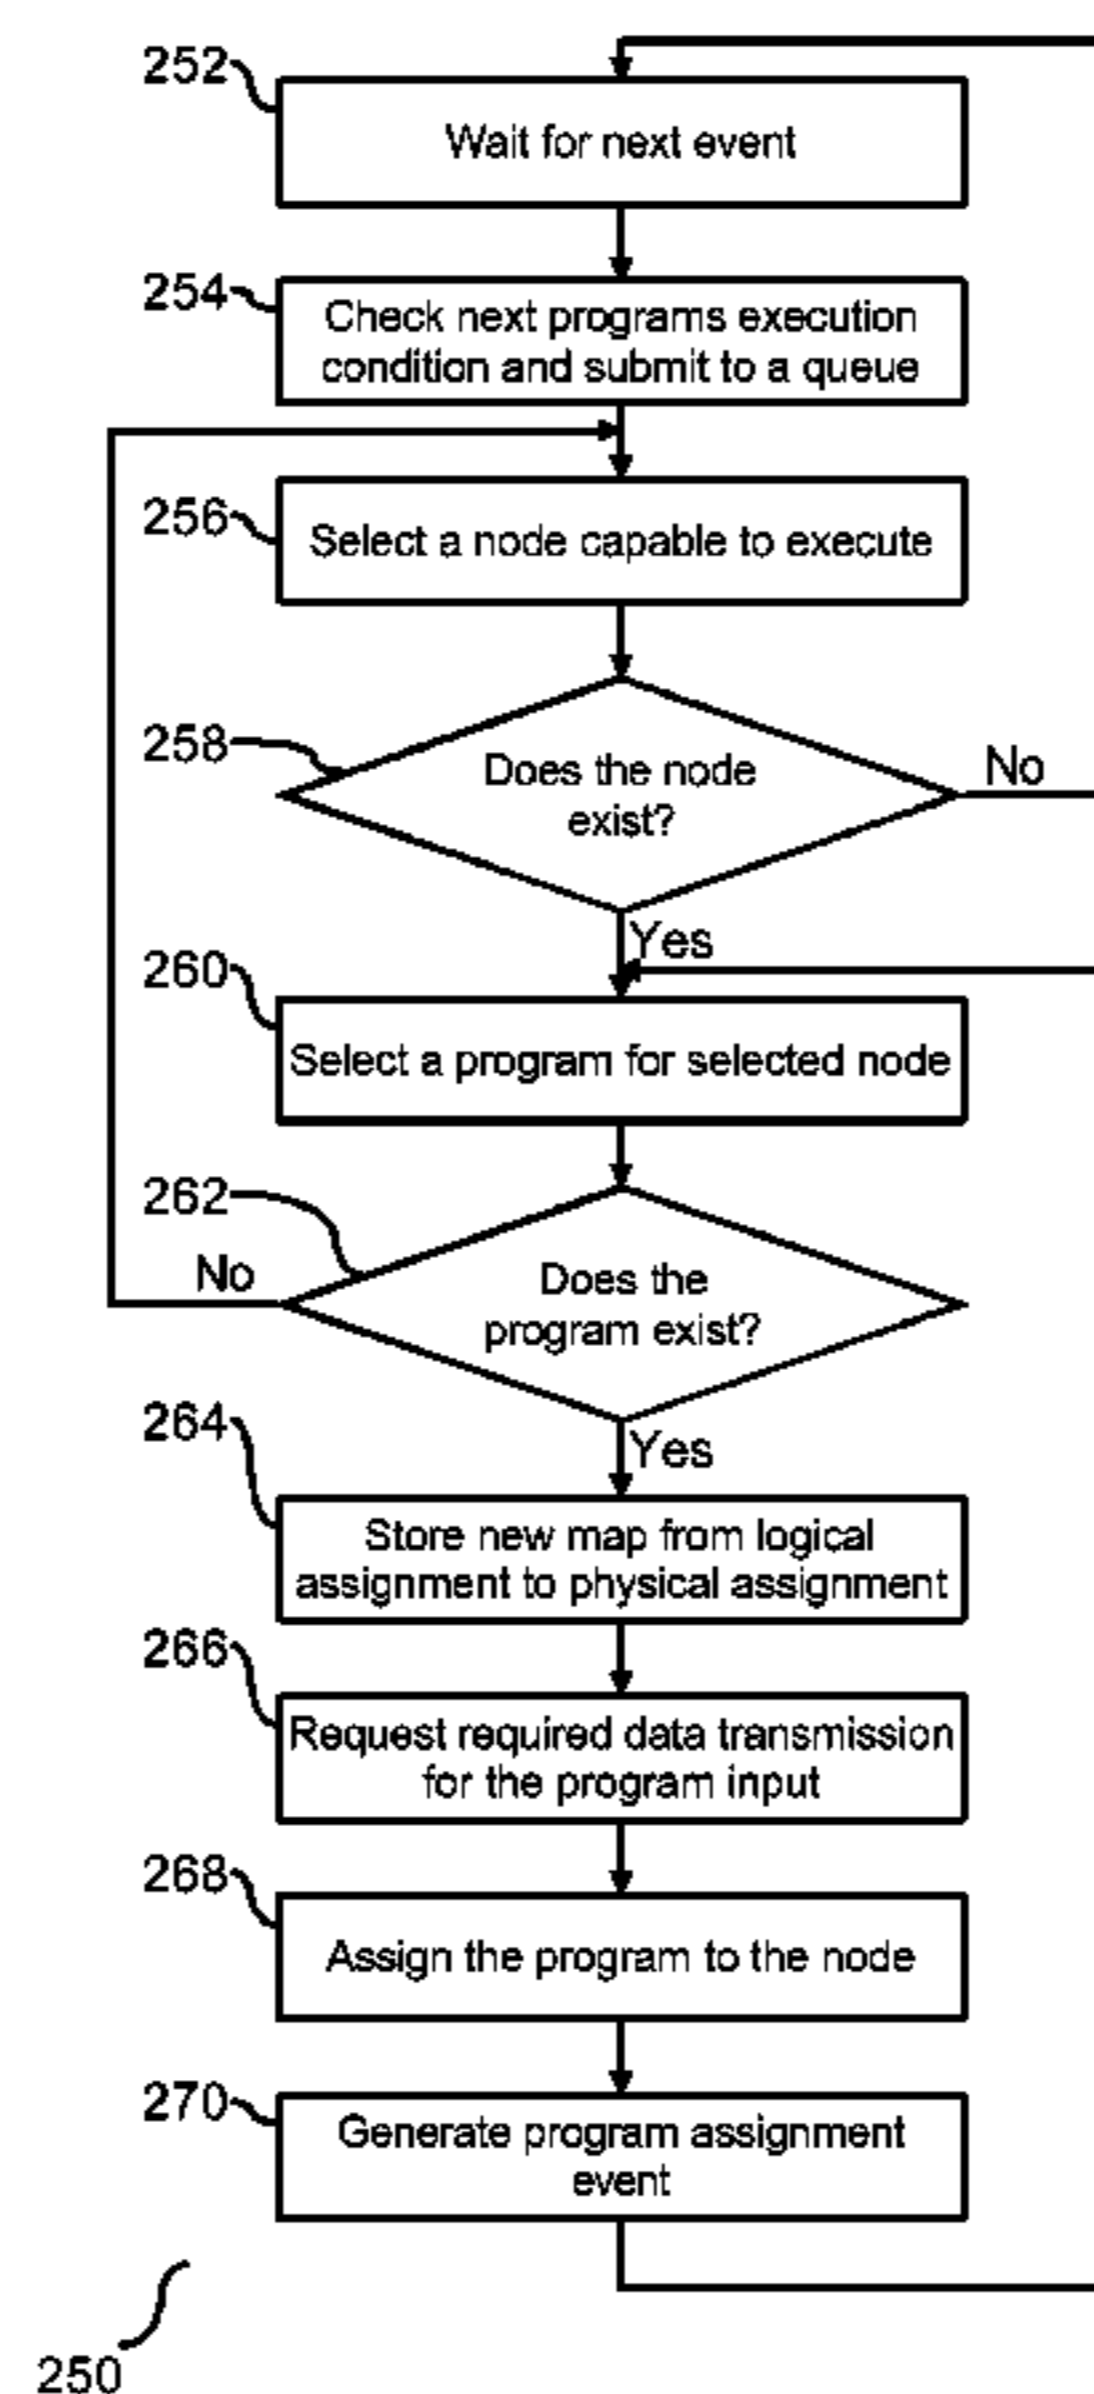 252
Wait for next event
254
Check next programs execution
condition and submit to a queue
256
Select a node capable to execute
258
Does the node
exist?
No
Yes
260
Select a program for selected node
262
No
Does the
program exist?
Yes
264
Store new map from logical
assignment to physical assignment
266
Request required data transmission
for the program input
268
Assign the program to the node
270
Generate program assignment
event
250